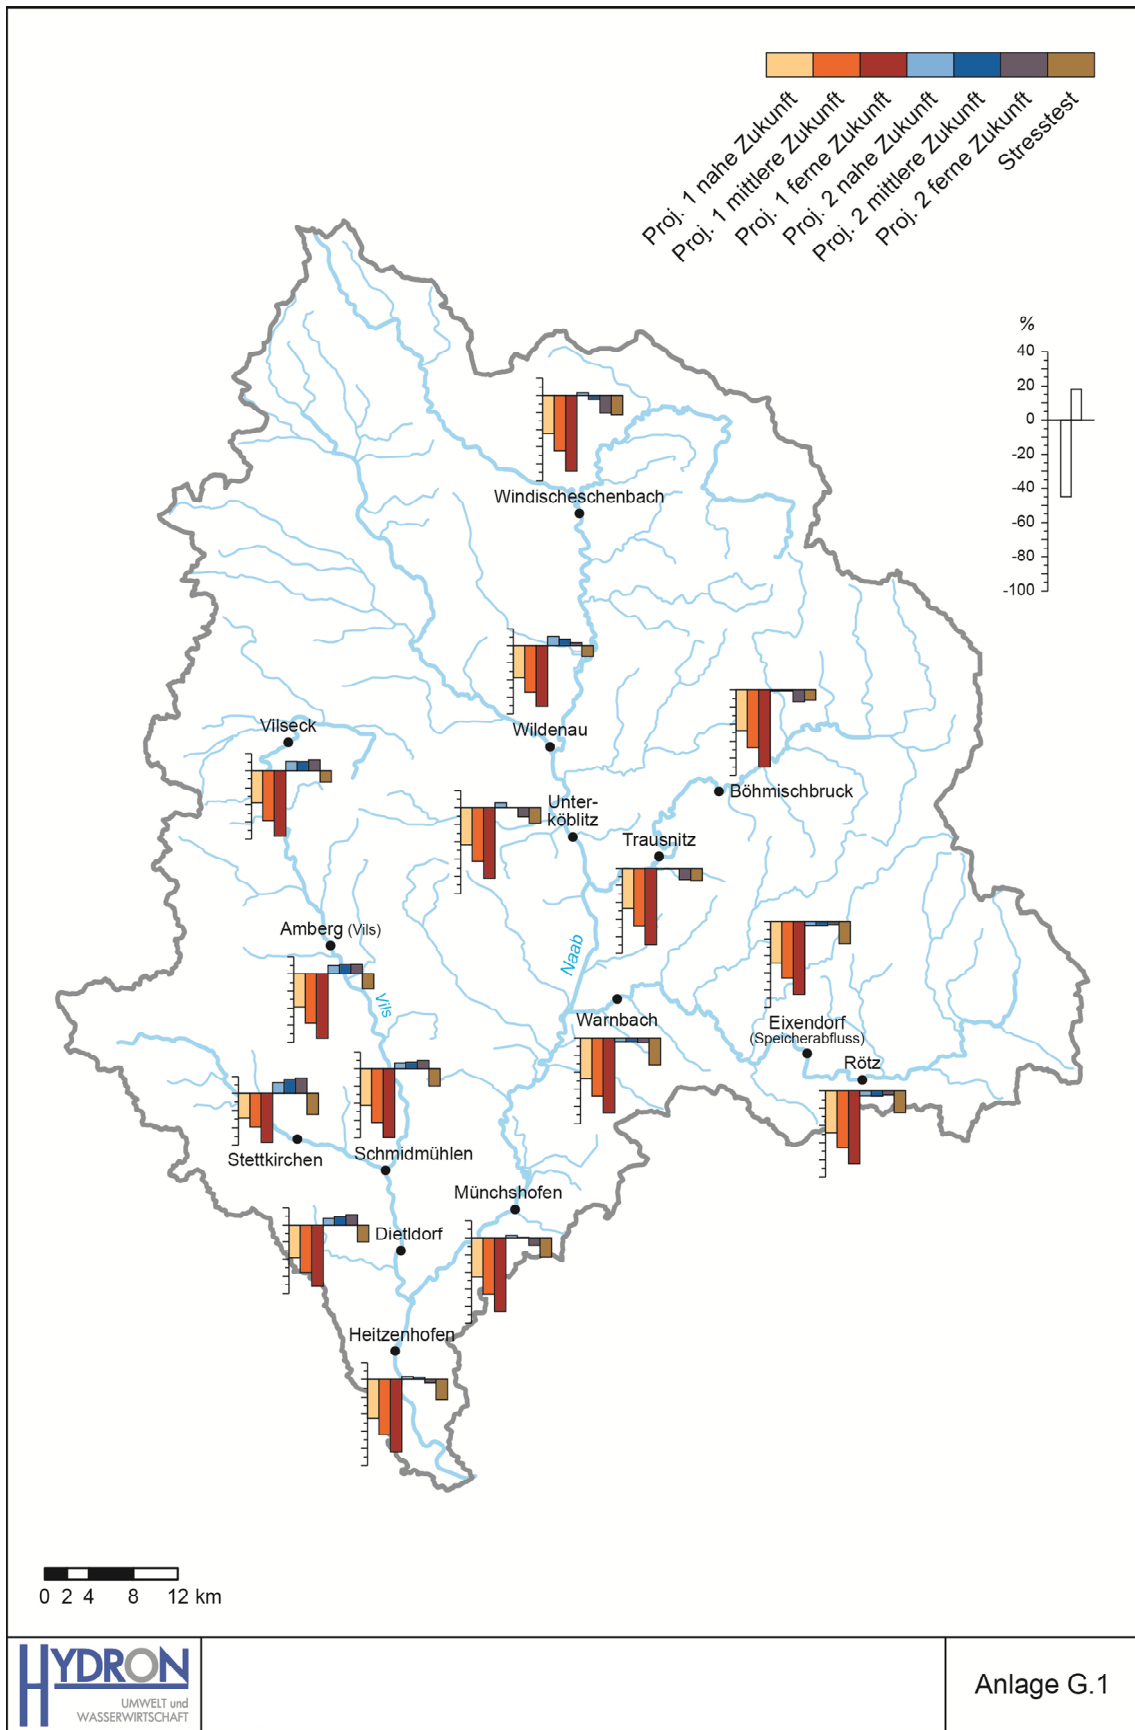 Proj. 1 nahe Zukunft
Proj. 1 mittlere Zukunft
Proj. 1 ferne Zukunft
Proj. 2 nahe Zukunft
Proj. 2 mittlere Zukunft
Proj. 2 ferne Zukunft
Stresstest
%
40
20
0
-20
-40
-60
-80
-100
Windischeschenbach
Vilseck
Wildenau
Böhmischbruck
Unter-
köblitz
Trausnitz
Amberg (Vils)
Naab
Vils
Warnbach
Eixendorf
(Speicherabfluss)
Rötz
Stettkirchen
Schmidmühlen
Münchshofen
Dietldorf
Heitzenhofen
0 2 4 8 12 km
HYDRON
UMWELT und
WASSERWIRTSCHAFT
Anlage G.1